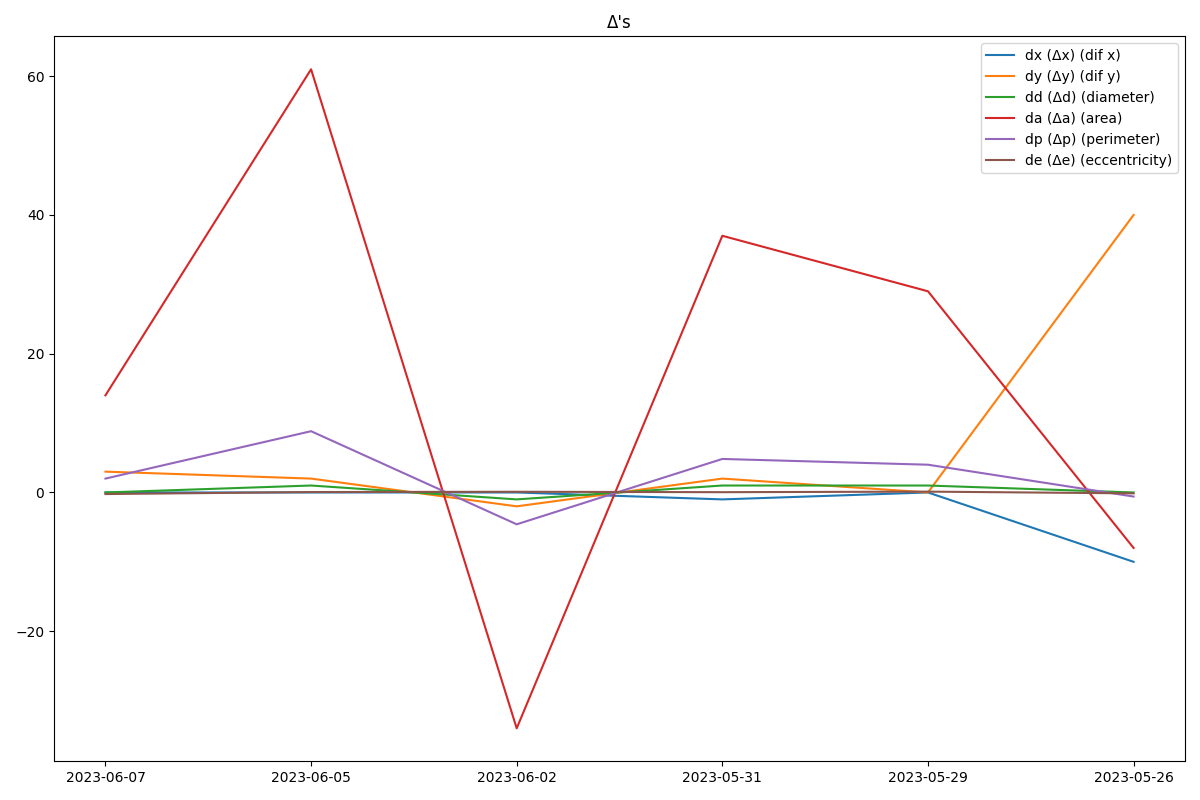 Δ's
dx (Δx) (dif x)
dy (Δy) (dif y)
dd (Δd) (diameter)
da (Δa) (area)
dp (Δp) (perimeter)
de (Δe) (eccentricity)
60
40
20
0
−20
2023-06-07 2023-06-05 2023-06-02 2023-05-31 2023-05-29 2023-05-26